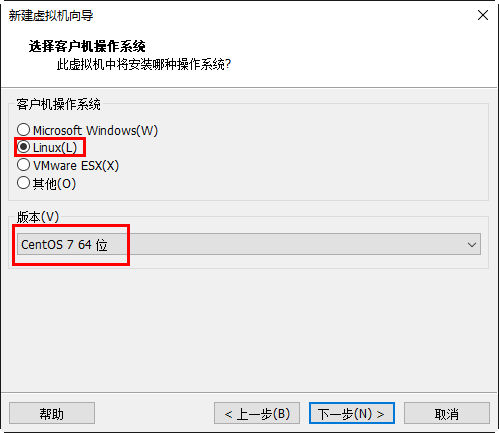 新建虚拟机向导
选择客户机操作系统
此虚拟机中将安装哪种操作系统?
客户机操作系统
Microsoft Windows(W)
Linux(L)
VMware ESX(X)
其他(O)
版本(V)
CentOS 7 64 位
帮助
< 上一步(B)
下一步(N) >
取消